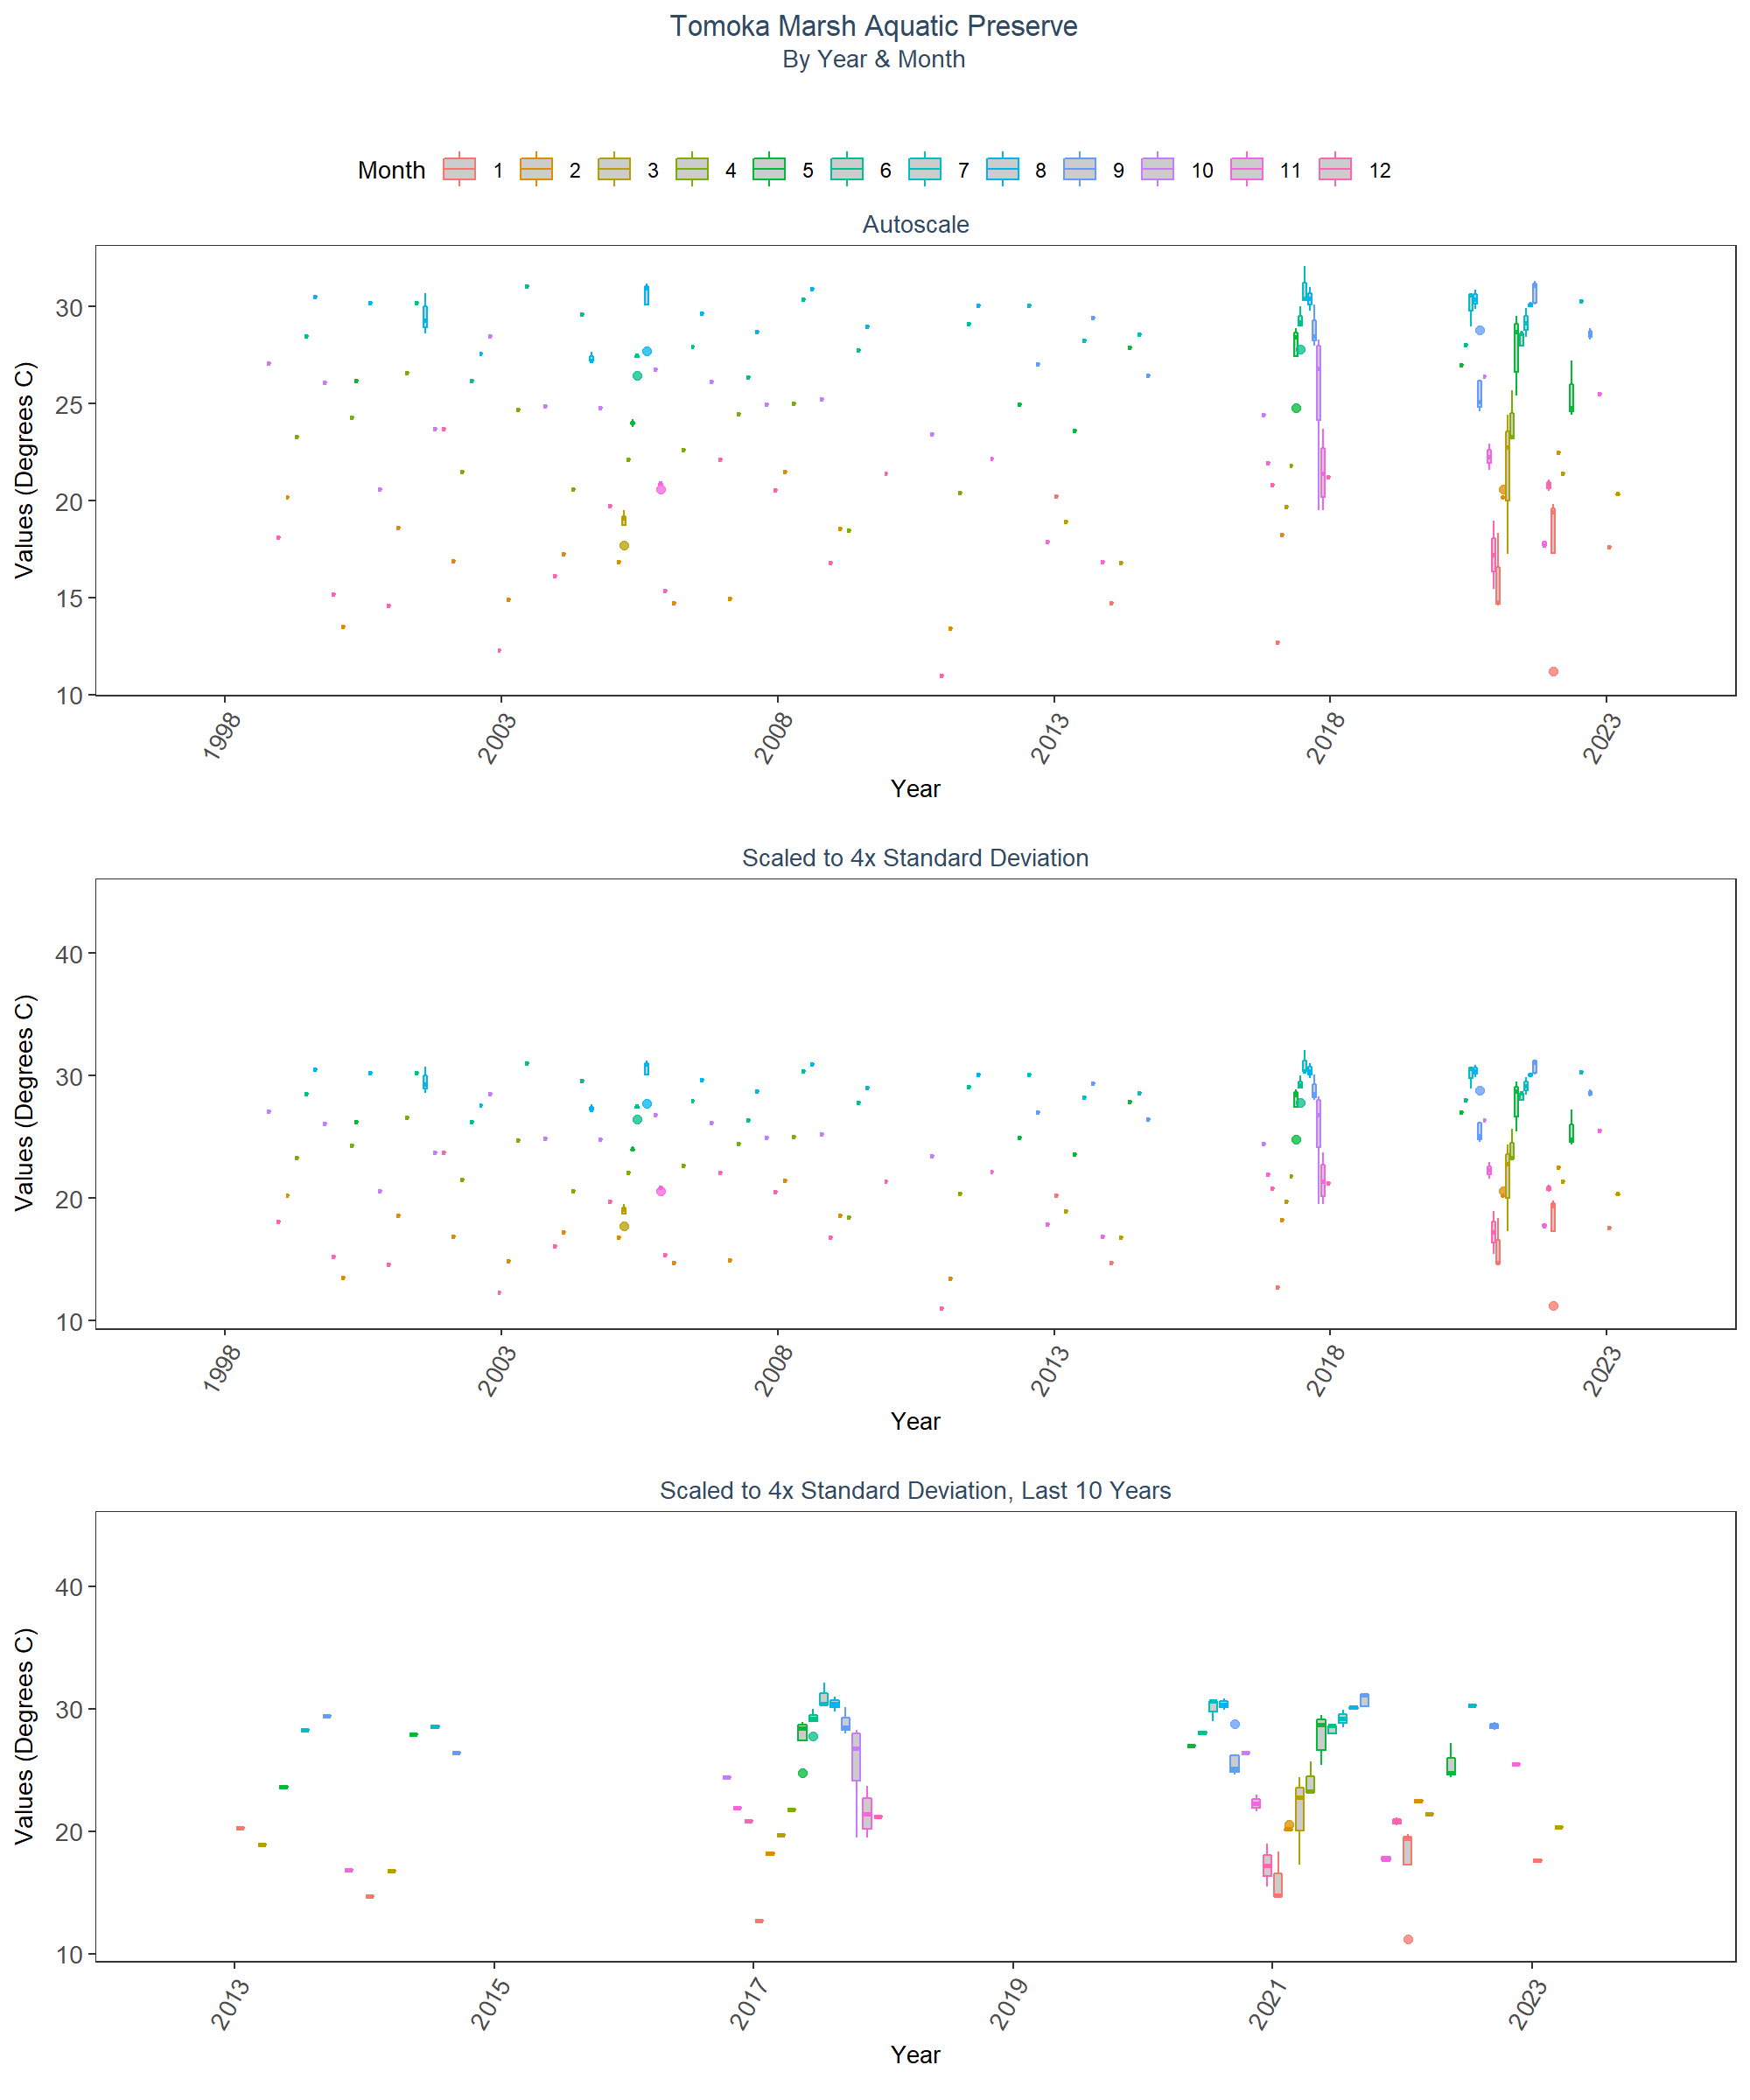 Tomoka Marsh Aquatic Preserve
By Year & Month
Month 1 2 3 4 5 6 7 8 9 10 11 12
Autoscale
Values (Degrees C)
30
25
20
15
10
1998 2003 2008 2013 2018 2023
Year
Scaled to 4x Standard Deviation
Values (Degrees C)
40
30
20
10
1998 2003 2008 2013 2018 2023
Year
Scaled to 4x Standard Deviation, Last 10 Years
Values (Degrees C)
40
30
20
10
2013 2015 2017 2019 2021 2023
Year